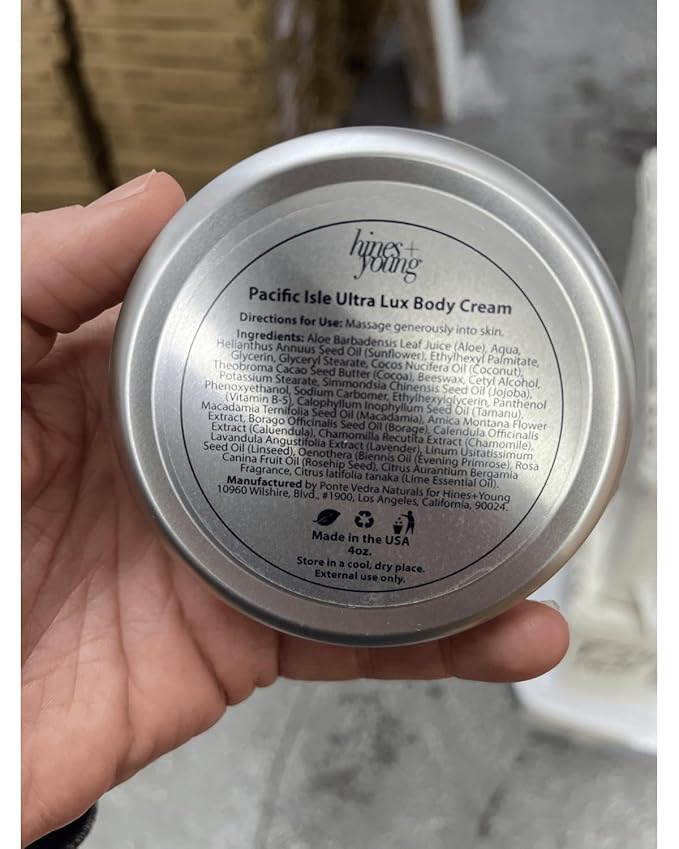 hines+
young
Pacific Isle Ultra Lux Body Cream
Directions for Use: Massage generously into skin.
Ingredients: Aloe Barbadensis Leaf Juice (Aloe), Aqua,
Helianthus Annuus Seed Oil (Sunflower), Ethylhexyl Palmitate,
Glycerin, Glyceryl Stearate, Cocos Nucifera Oil (Coconut),
Theobroma Cacao Seed Butter (Cocoa), Beeswax, Cetyl Alcohol,
Potassium Stearate, Simmondsia Chinensis Seed Oil (Jojoba),
Phenoxyethanol, Sodium Carbomer, Ethylhexylglycerin, Panthenol
(Vitamin B-5), Calophyllum Inophyllum Seed Oil (Tamanu),
Macadamia Ternifolia Seed Oil (Macadamia), Arnica Montana Flower
Extract, Borago Officinalis Seed Oil (Borage), Calendula Officinalis
Extract (Caluendula), Chamomilla Recutita Extract (Chamomile),
Lavandula Angustifolia Extract (Lavender), Linum Usitatissimum
Seed Oil (Linseed), Oenothera (Biennis Oil (Evening Primrose), Rosa
Canina Fruit Oil (Rosehip Seed), Citrus Aurantium Bergamia
Fragrance, Citrus latifolia tanaka (Lime Essential Oil).
Manufactured by Ponte Vedra Naturals for Hines+Young
10960 Wilshire, Blvd., #1900, Los Angeles, California, 90024.
Made in the USA
4oz.
Store in a cool, dry place.
External use only.